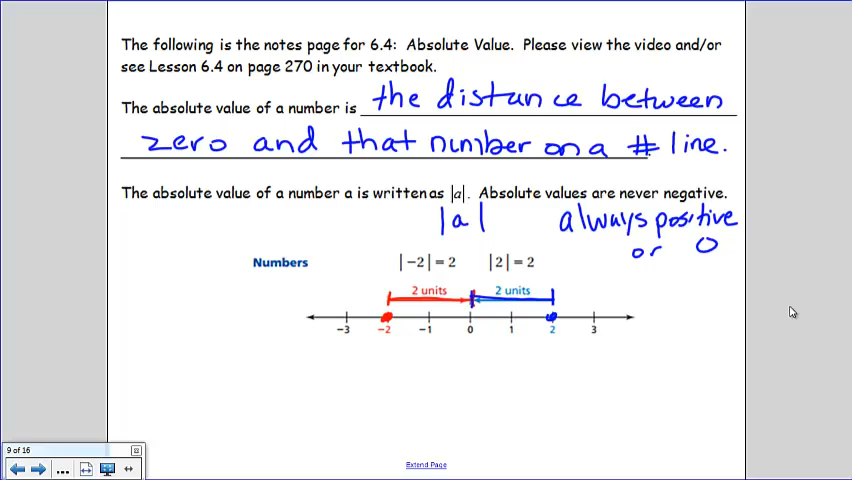 The following is the notes page for 6.4: Absolute Value. Please view the video and/or
see Lesson 6.4 on page 270 in your textbook.
The absolute value of a number is the distance between
zero and that number on a # line.
The absolute value of a number a is written as |a|. Absolute values are never negative.
|a| always positive
or 0
Numbers |−2| = 2 |2| = 2
2 units 2 units
−3 −2 −1 0 1 2 3
9 of 16
...
Extend Page